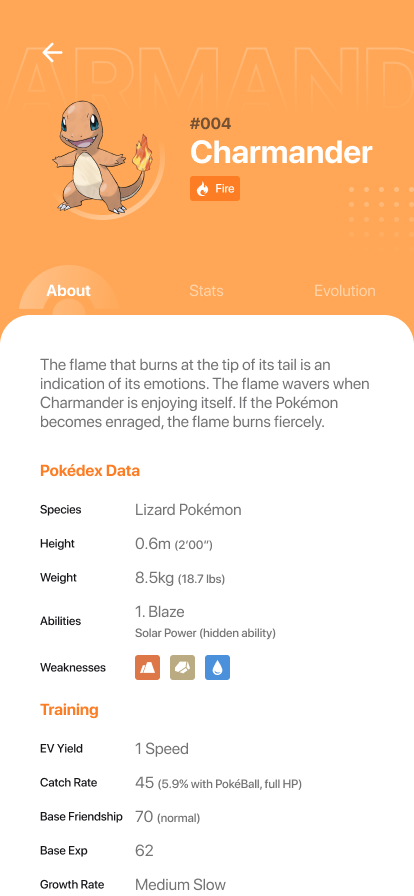 ARMAND
#004
Charmander
Fire
About
Stats
Evolution
The flame that burns at the tip of its tail is an
indication of its emotions. The flame wavers when
Charmander is enjoying itself. If the Pokémon
becomes enraged, the flame burns fiercely.
Pokédex Data
Species Lizard Pokémon
Height 0.6m (2’00”)
Weight 8.5kg (18.7 lbs)
Abilities 1. Blaze
Solar Power (hidden ability)
Weaknesses
Training
EV Yield 1 Speed
Catch Rate 45 (5.9% with PokéBall, full HP)
Base Friendship 70 (normal)
Base Exp 62
Growth Rate Medium Slow